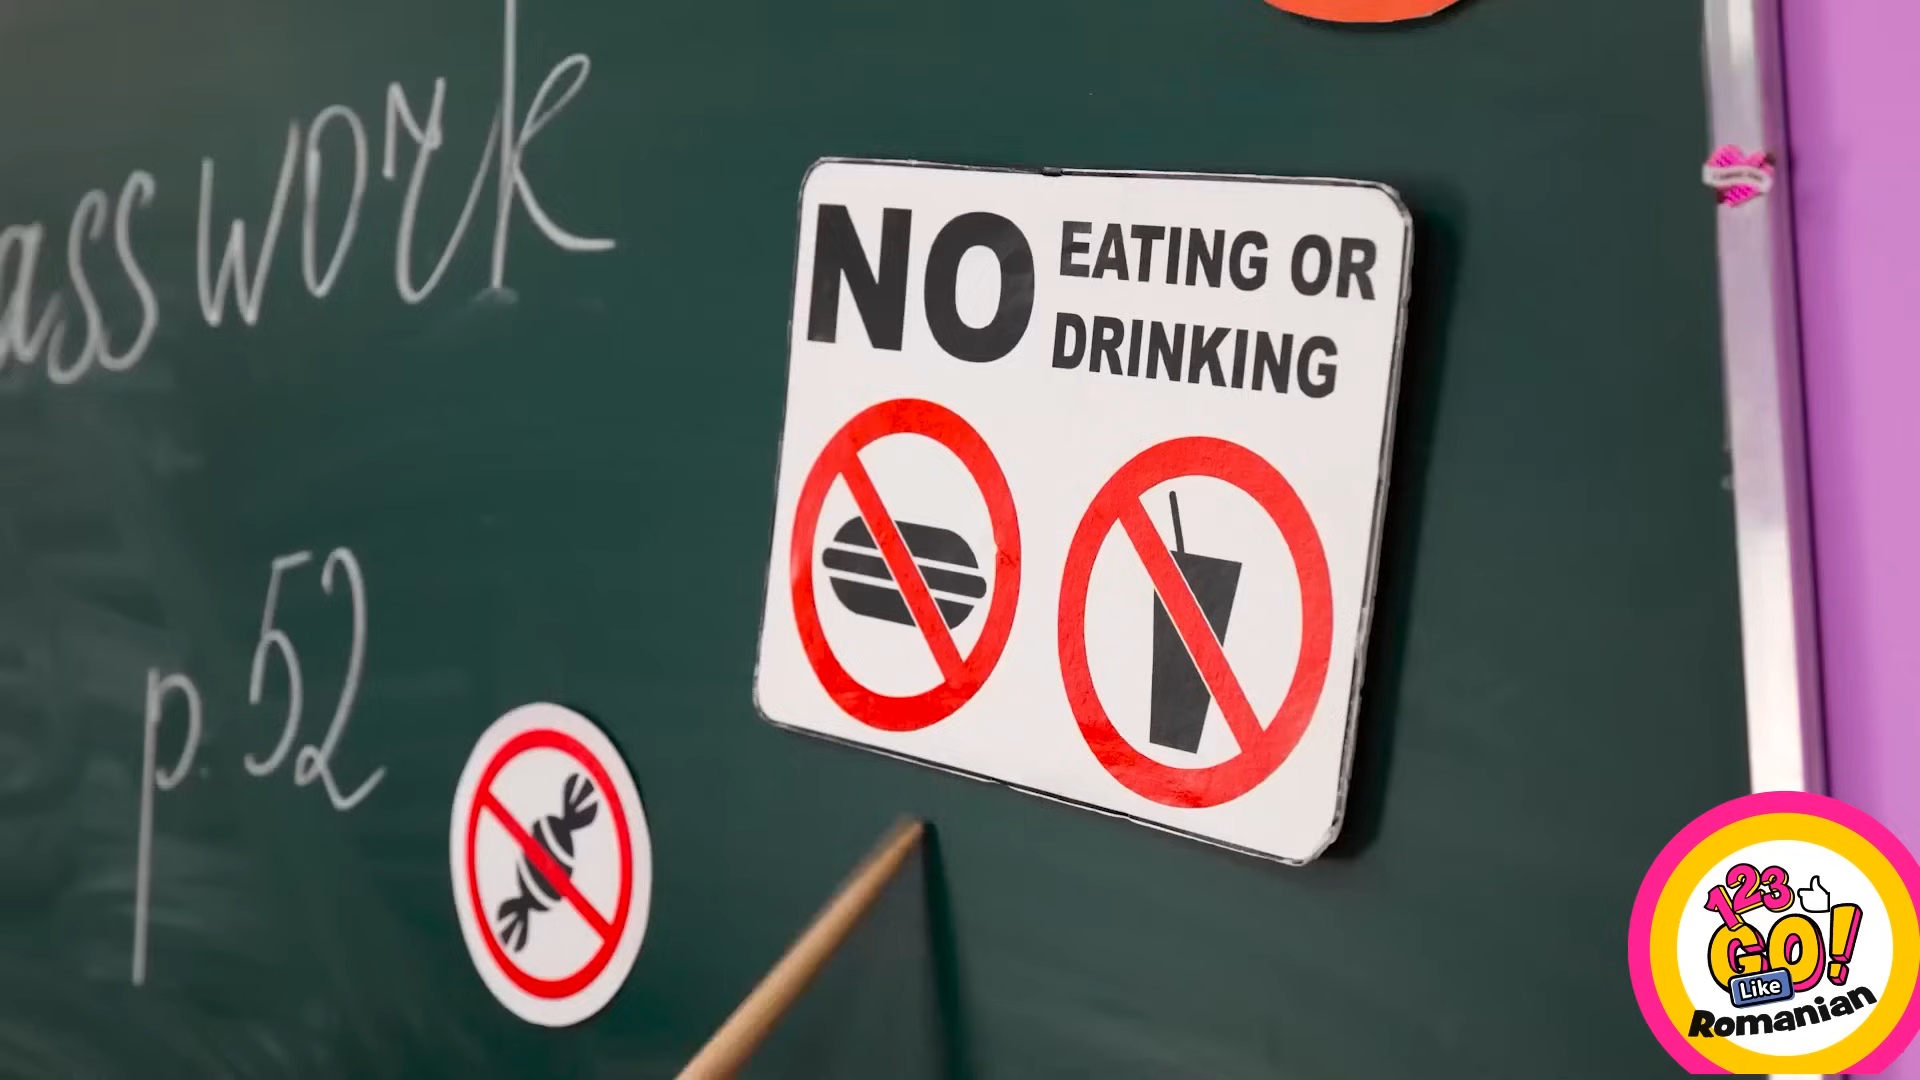 asswork
p. 52
NO EATING OR
DRINKING
123
GO!
Like
Romanian